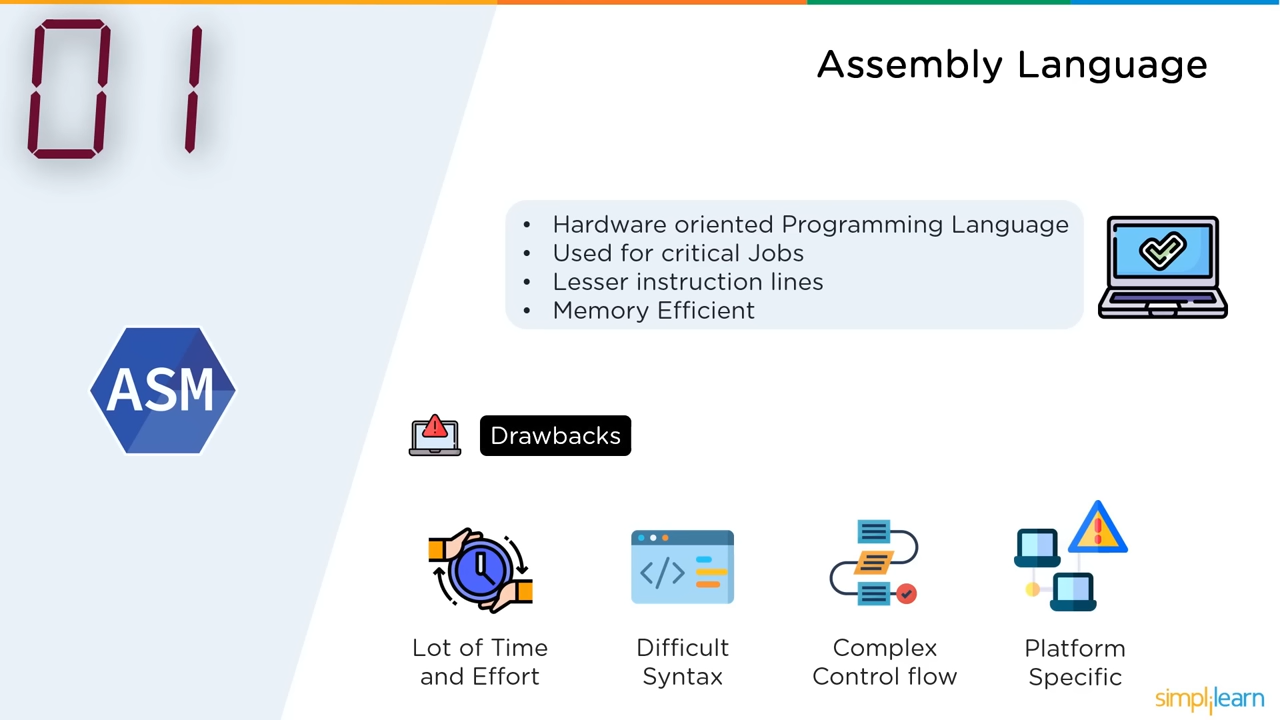 01
Assembly Language
• Hardware oriented Programming Language
• Used for critical Jobs
• Lesser instruction lines
• Memory Efficient
ASM
Drawbacks
</>
Lot of Time
and Effort
Difficult
Syntax
Complex
Control flow
Platform
Specific
simplilearn